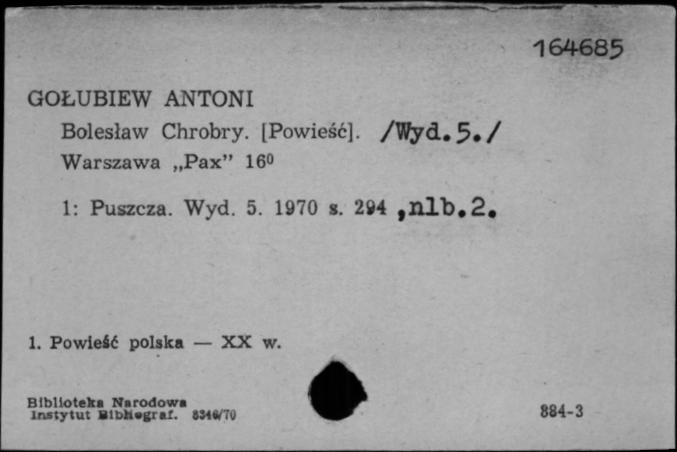 164685
GOŁUBIEW ANTONI
Bolesław Chrobry. [Powieść]. /Wyd.5./
Warszawa „Pax” 16⁰
1: Puszcza. Wyd. 5. 1970 s. 294 ,nlb.2.
1. Powieść polska — XX w.
Biblioteka Narodowa
Instytut Bibliograf. 8346/70
884-3